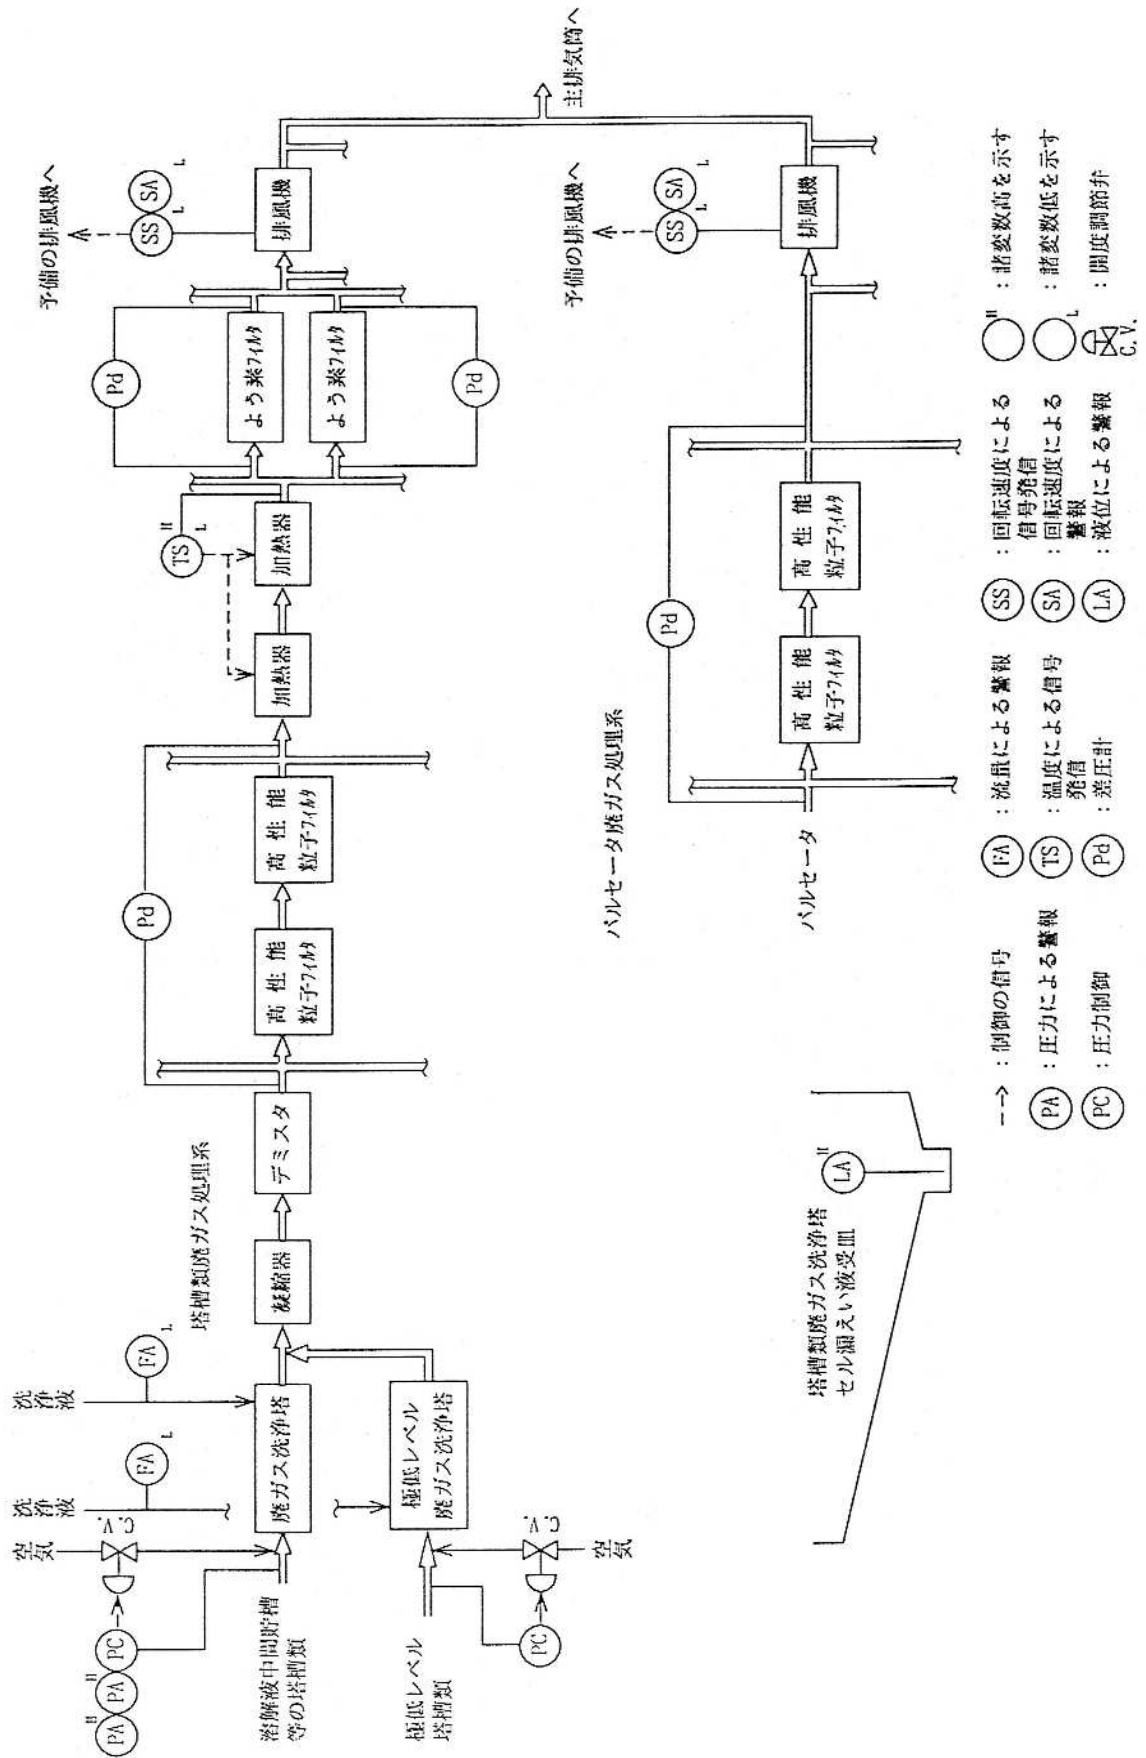 塔槽類廃ガス処理系
洗浄液
洗浄液
空気
C.V.
FA
L
FA
L
PA
H
PA
H
PC
溶解液中間貯槽
等の塔槽類
廃ガス洗浄塔
極低レベル
塔槽類
極低レベル
廃ガス洗浄塔
PC
C.V.
空気
凝縮器
デミスタ
高性能
粒子フィルタ
高性能
粒子フィルタ
Pd
加熱器
加熱器
TS
H
L
よう素フィルタ
よう素フィルタ
Pd
Pd
排風機
SS
L
SA
L
予備の排風機へ
主排気筒へ
パルセータ廃ガス処理系
パルセータ
高性能
粒子フィルタ
高性能
粒子フィルタ
Pd
排風機
SS
L
SA
L
予備の排風機へ
塔槽類廃ガス洗浄塔
セル漏えい液受皿
LA
H
:制御の信号
PA :圧力による警報
PC :圧力制御
FA :流量による警報
TS :温度による信号
発信
Pd :差圧計
SS :回転速度による
信号発信
SA :回転速度による
警報
LA :液位による警報
H :諸変数高を示す
L :諸変数低を示す
C.V. :開度調節弁